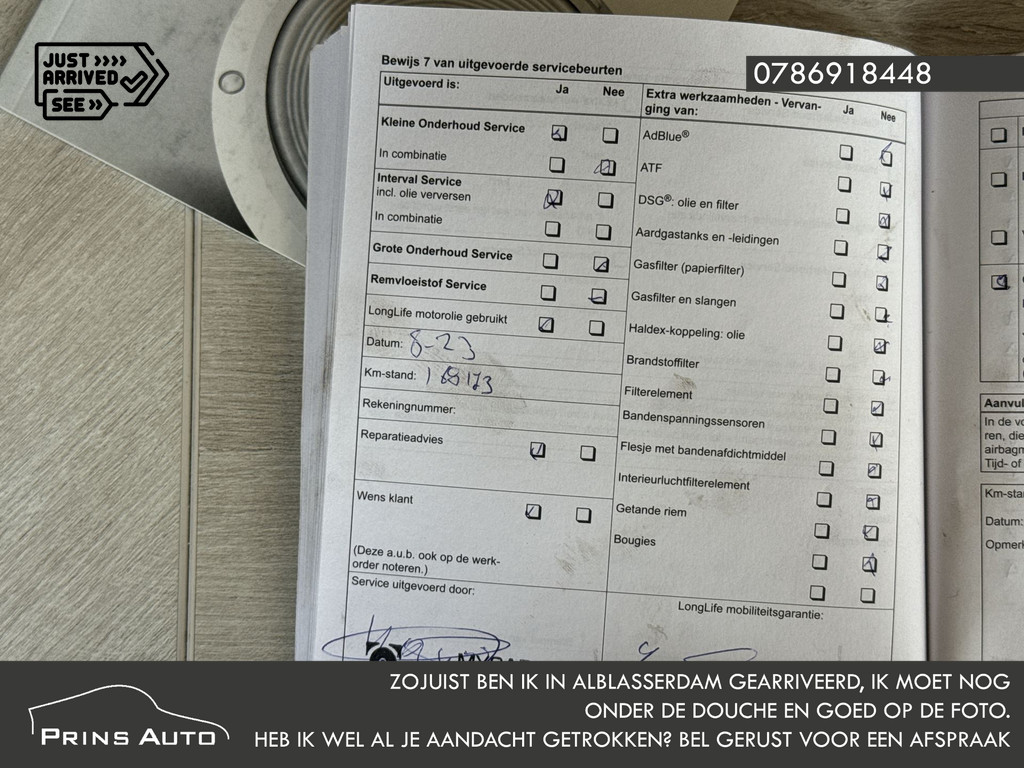 JUST »»
ARRIVED
SEE »
0786918448
Bewijs 7 van uitgevoerde servicebeurten
Uitgevoerd is: Ja Nee
Kleine Onderhoud Service
In combinatie
Interval Service
incl. olie verversen
In combinatie
Grote Onderhoud Service
Remvloeistof Service
LongLife motorolie gebruikt
Datum: 8-23
Km-stand:
Rekeningnummer:
Reparatieadvies
Wens klant
(Deze a.u.b. ook op de werk-
order noteren.)
Service uitgevoerd door:
Extra werkzaamheden - Vervan-
ging van: Ja Nee
AdBlue®
ATF
DSG®: olie en filter
Aardgastanks en -leidingen
Gasfilter (papierfilter)
Gasfilter en slangen
Haldex-koppeling: olie
Brandstoffilter
Filterelement
Bandenspanningssensoren
Flesje met bandenafdichtmiddel
Interieurluchtfilterelement
Getande riem
Bougies
LongLife mobiliteitsgarantie:
In de
Tijd- of
Datum:
PRINS AUTO
ZOJUIST BEN IK IN ALBLASSERDAM GEARRIVEERD, IK MOET NOG
ONDER DE DOUCHE EN GOED OP DE FOTO.
HEB IK WEL AL JE AANDACHT GETROKKEN? BEL GERUST VOOR EEN AFSPRAAK